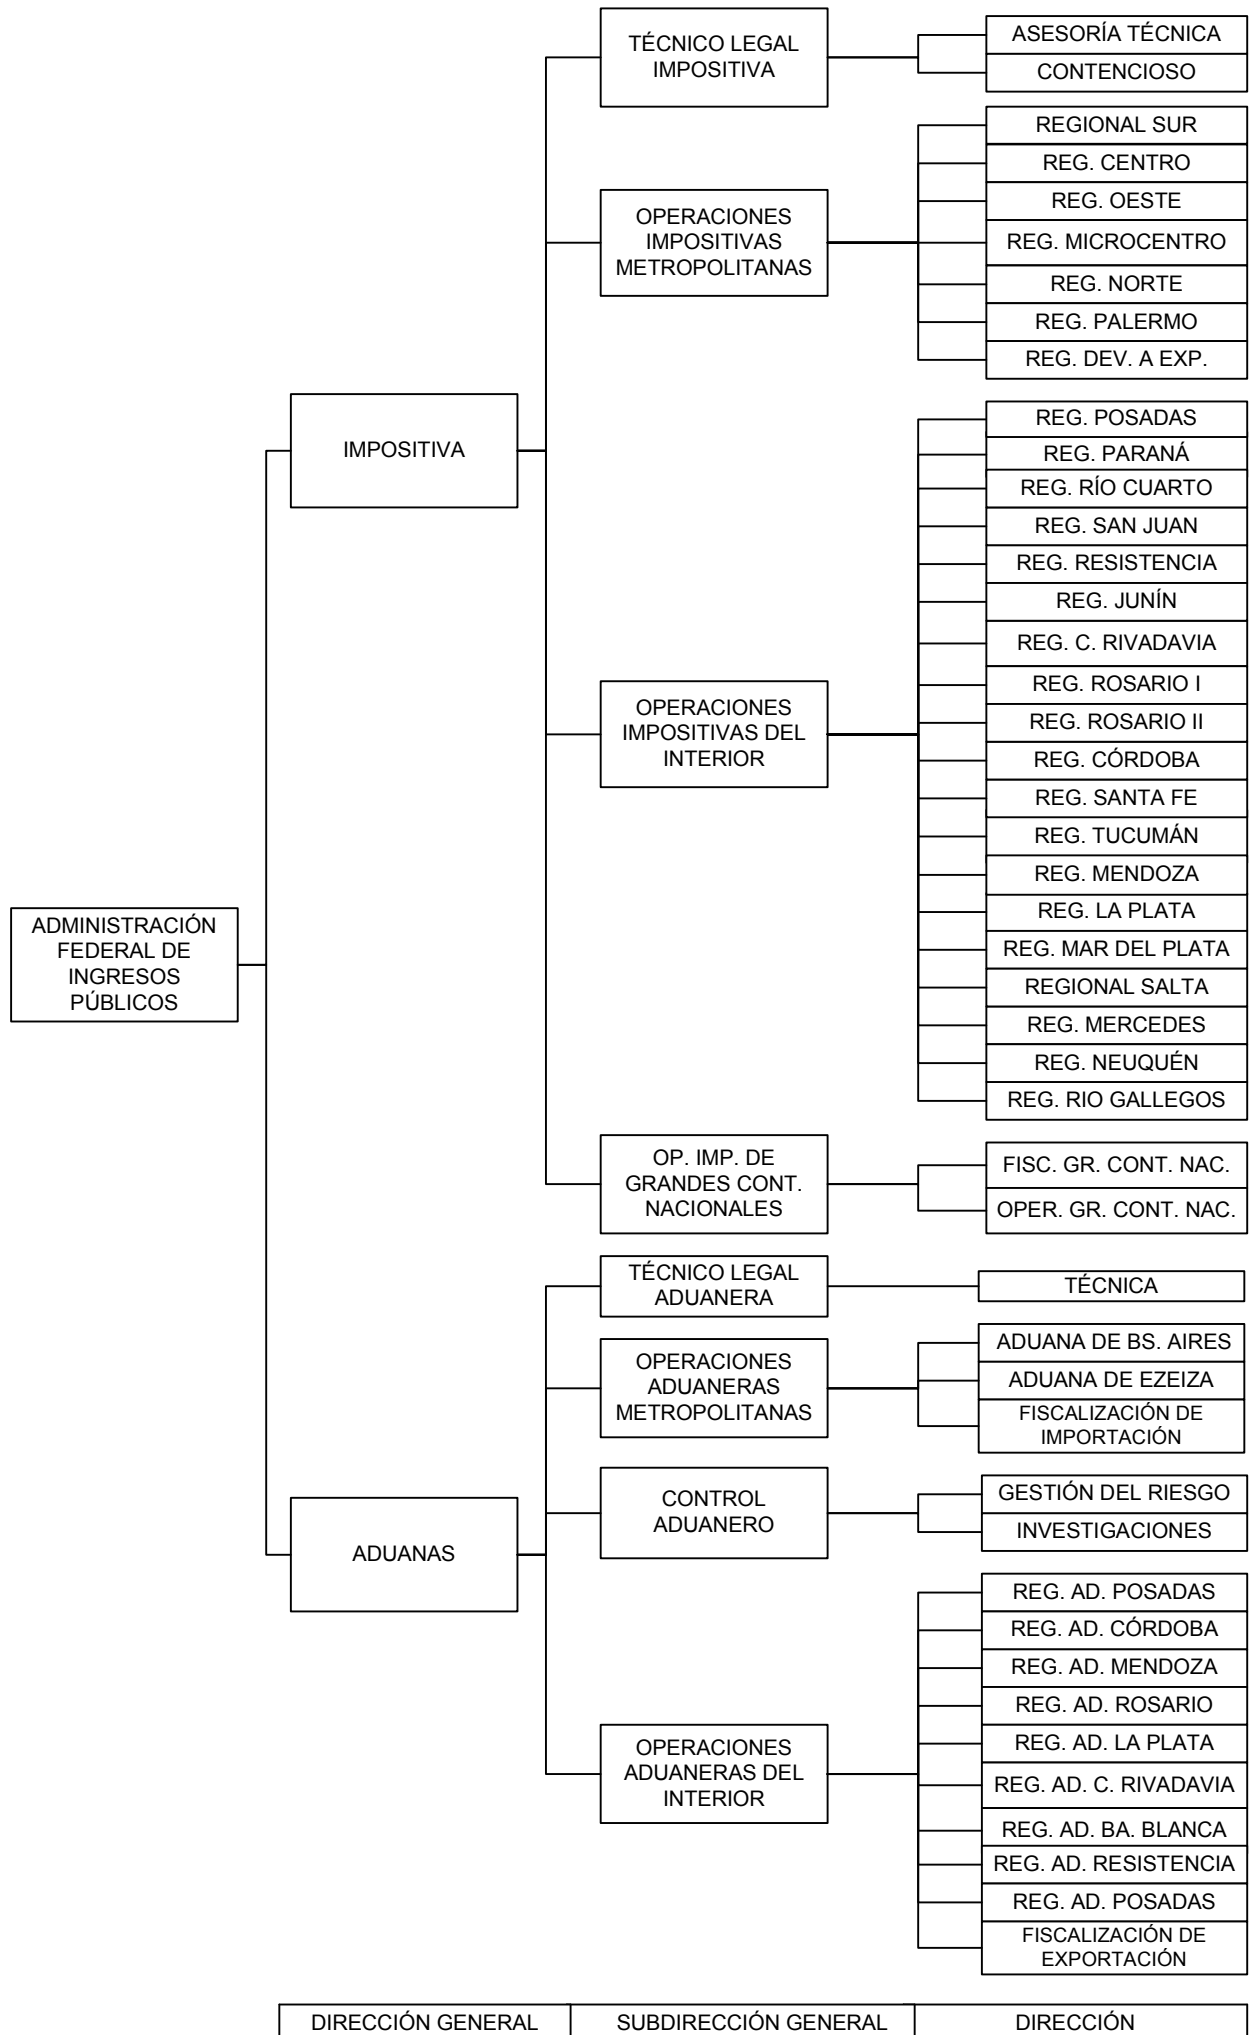 ADMINISTRACIÓN
FEDERAL DE
INGRESOS
PÚBLICOS
IMPOSITIVA
TÉCNICO LEGAL
IMPOSITIVA
ASESORÍA TÉCNICA
CONTENCIOSO
OPERACIONES
IMPOSITIVAS
METROPOLITANAS
REGIONAL SUR
REG. CENTRO
REG. OESTE
REG. MICROCENTRO
REG. NORTE
REG. PALERMO
REG. DEV. A EXP.
OPERACIONES
IMPOSITIVAS DEL
INTERIOR
REG. POSADAS
REG. PARANÁ
REG. RÍO CUARTO
REG. SAN JUAN
REG. RESISTENCIA
REG. JUNÍN
REG. C. RIVADAVIA
REG. ROSARIO I
REG. ROSARIO II
REG. CÓRDOBA
REG. SANTA FE
REG. TUCUMÁN
REG. MENDOZA
REG. LA PLATA
REG. MAR DEL PLATA
REGIONAL SALTA
REG. MERCEDES
REG. NEUQUÉN
REG. RIO GALLEGOS
OP. IMP. DE
GRANDES CONT.
NACIONALES
FISC. GR. CONT. NAC.
OPER. GR. CONT. NAC.
ADUANAS
TÉCNICO LEGAL
ADUANERA
TÉCNICA
OPERACIONES
ADUANERAS
METROPOLITANAS
ADUANA DE BS. AIRES
ADUANA DE EZEIZA
FISCALIZACIÓN DE
IMPORTACIÓN
CONTROL
ADUANERO
GESTIÓN DEL RIESGO
INVESTIGACIONES
OPERACIONES
ADUANERAS DEL
INTERIOR
REG. AD. POSADAS
REG. AD. CÓRDOBA
REG. AD. MENDOZA
REG. AD. ROSARIO
REG. AD. LA PLATA
REG. AD. C. RIVADAVIA
REG. AD. BA. BLANCA
REG. AD. RESISTENCIA
REG. AD. POSADAS
FISCALIZACIÓN DE
EXPORTACIÓN
DIRECCIÓN GENERAL
SUBDIRECCIÓN GENERAL
DIRECCIÓN